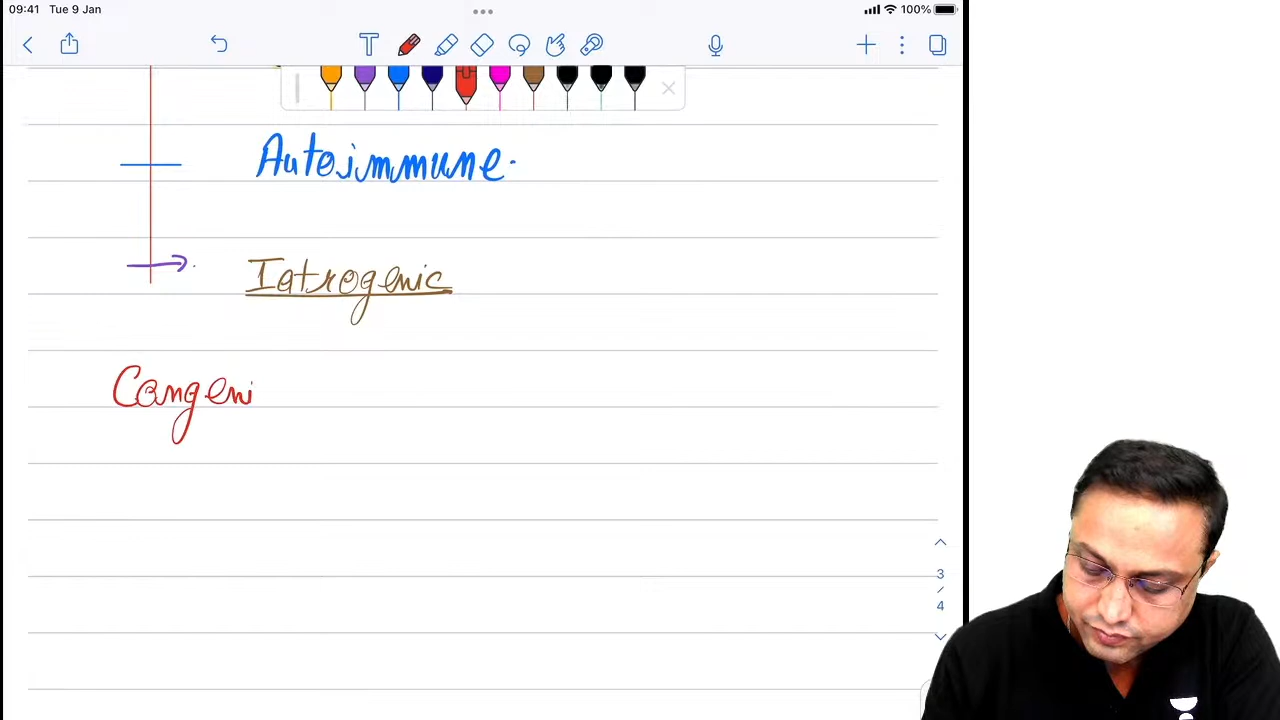 09:41 Tue 9 Jan 100%
T
Autoimmune.
Iatrogenic
Congeni
3
/
4